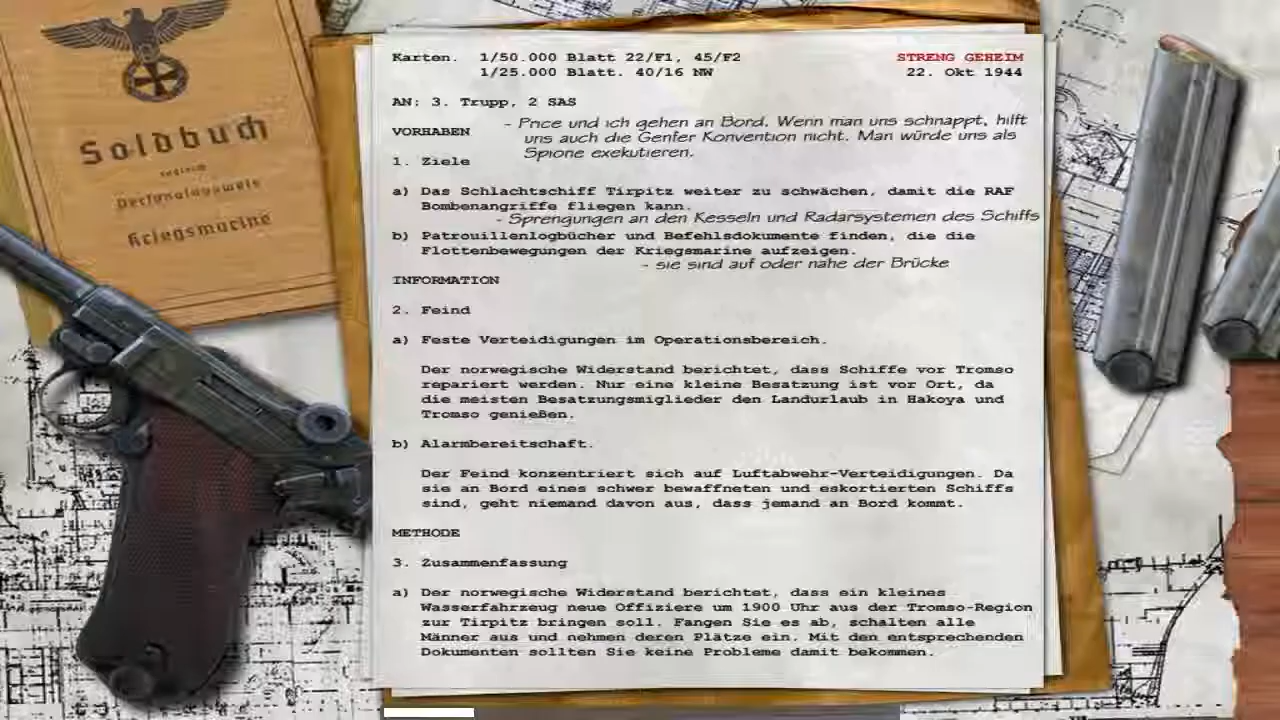 Soldbuch
zugleich
Personalausweis
Kriegsmarine
Karten. 1/50.000 Blatt 22/F1, 45/F2
1/25.000 Blatt. 40/16 NW
STRENG GEHEIM
22. Okt 1944
AN: 3. Trupp, 2 SAS
- Price und ich gehen an Bord. Wenn man uns schnappt, hilft
uns auch die Genfer Konvention nicht. Man würde uns als
Spione exekutieren.
VORHABEN
1. Ziele
a) Das Schlachtschiff Tirpitz weiter zu schwächen, damit die RAF
Bombenangriffe fliegen kann.
- Sprengungen an den Kesseln und Radarsystemen des Schiffs
b) Patrouillenlogbücher und Befehlsdokumente finden, die die
Flottenbewegungen der Kriegsmarine aufzeigen.
- sie sind auf oder nahe der Brücke
INFORMATION
2. Feind
a) Feste Verteidigungen im Operationsbereich.
Der norwegische Widerstand berichtet, dass Schiffe vor Tromso
repariert werden. Nur eine kleine Besatzung ist vor Ort, da
die meisten Besatzungsmiglieder den Landurlaub in Hakoya und
Tromso genießen.
b) Alarmbereitschaft.
Der Feind konzentriert sich auf Luftabwehr-Verteidigungen. Da
sie an Bord eines schwer bewaffneten und eskortierten Schiffs
sind, geht niemand davon aus, dass jemand an Bord kommt.
METHODE
3. Zusammenfassung
a) Der norwegische Widerstand berichtet, dass ein kleines
Wasserfahrzeug neue Offiziere um 1900 Uhr aus der Tromso-Region
zur Tirpitz bringen soll. Fangen Sie es ab, schalten alle
Männer aus und nehmen deren Plätze ein. Mit den entsprechenden
Dokumenten sollten Sie keine Probleme damit bekommen.